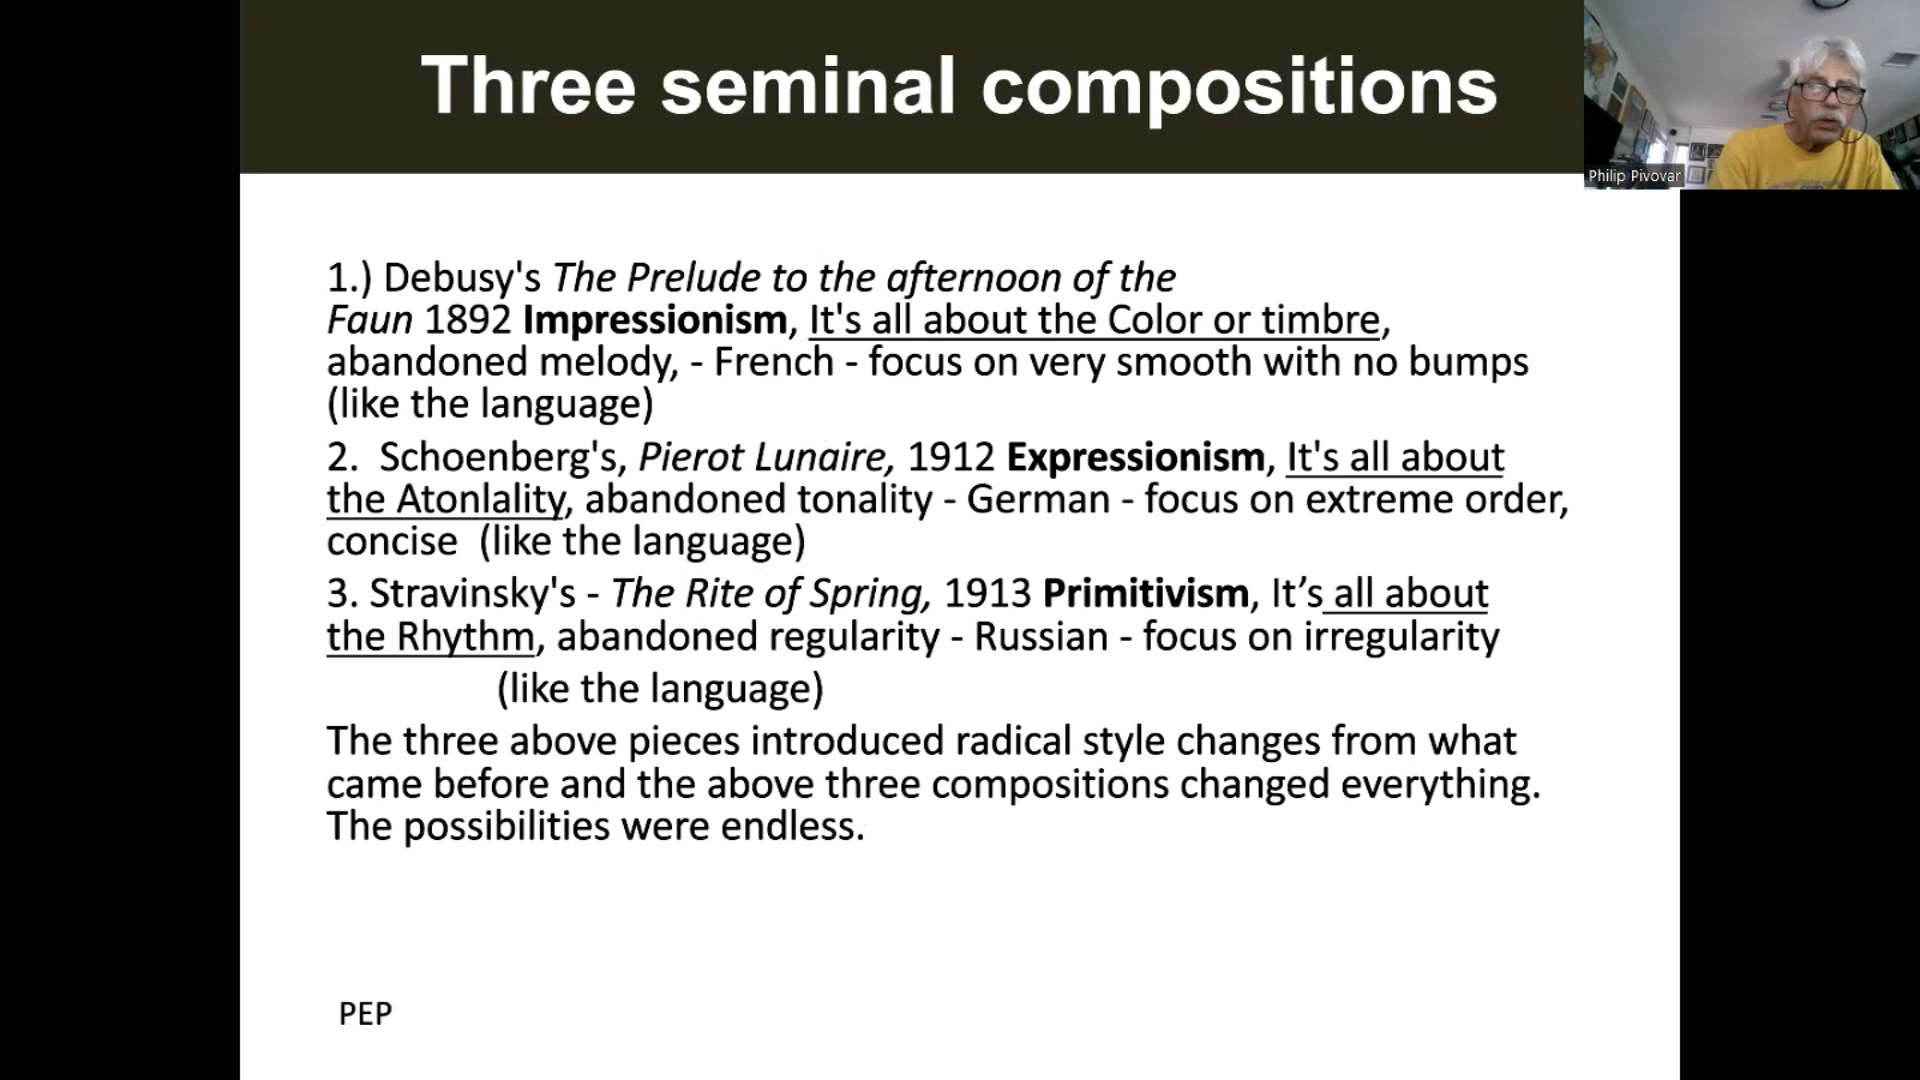 Three seminal compositions
Philip Pivovar
1.) Debusy's The Prelude to the afternoon of the
Faun 1892 Impressionism, It's all about the Color or timbre,
abandoned melody, - French - focus on very smooth with no bumps
(like the language)
2.  Schoenberg's, Pierot Lunaire, 1912 Expressionism, It's all about
the Atonlality, abandoned tonality - German - focus on extreme order,
concise  (like the language)
3. Stravinsky's - The Rite of Spring, 1913 Primitivism, It’s all about
the Rhythm, abandoned regularity - Russian - focus on irregularity
(like the language)
The three above pieces introduced radical style changes from what
came before and the above three compositions changed everything.
The possibilities were endless.
PEP